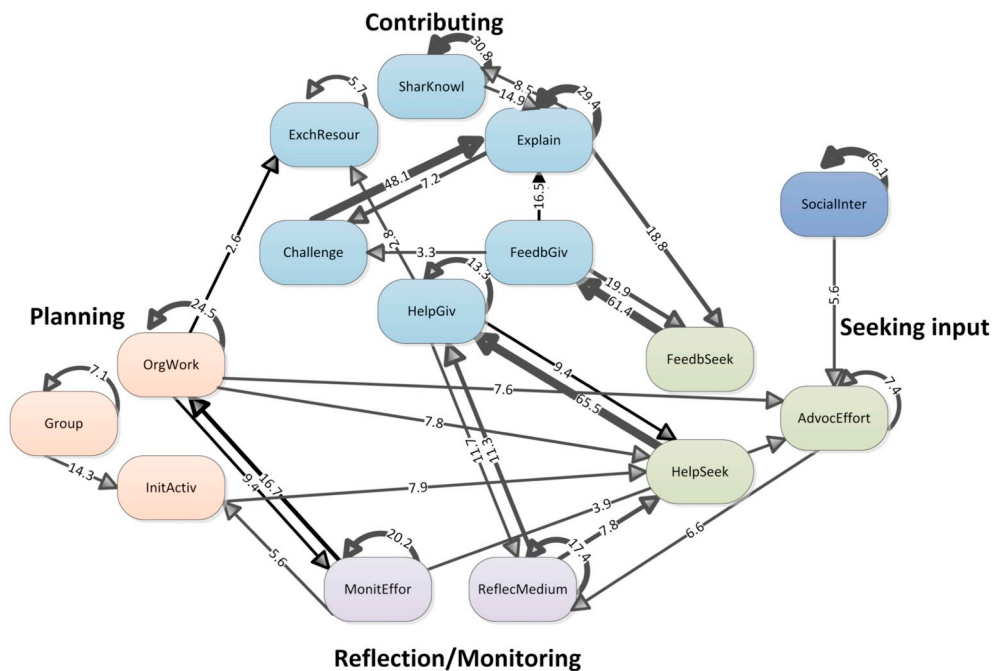 Contributing
30.8
SharKnowl
8.5
14.9
5.7
29.4
ExchResour
Explain
66.1
SocialInter
48.1
7.2
16.5
18.8
2.6
2.8
Challenge
3.3
FeedbGiv
13.3
19.9
61.4
5.6
HelpGiv
Planning
24.5
Seeking input
OrgWork
FeedbSeek
7.1
9.4
7.6
7.4
Group
AdvocEffort
7.8
65.5
11.7
11.3
HelpSeek
14.3
InitActiv
16.7
9.4
7.9
3.9
7.8
6.6
5.6
20.2
17.4
MonitEffor
ReflecMedium
Reflection/Monitoring